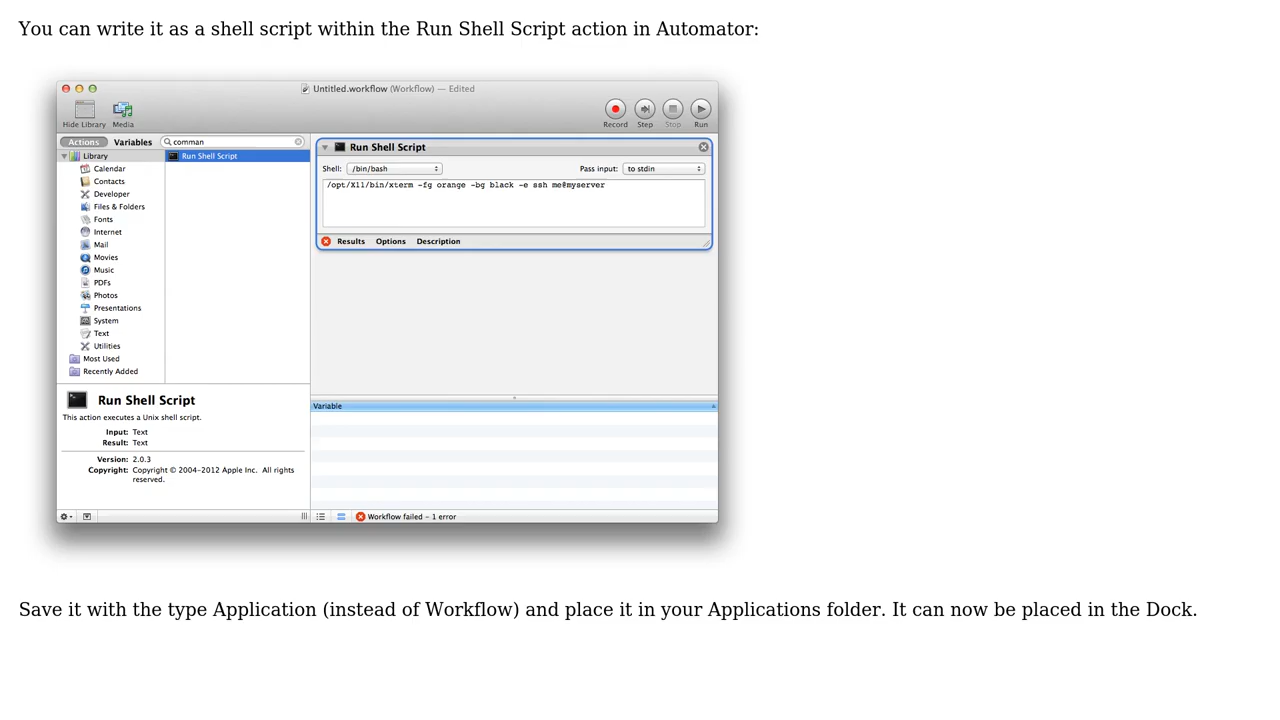 You can write it as a shell script within the Run Shell Script action in Automator:
Untitled.workflow (Workflow) — Edited
Hide Library Media
Record Step Stop Run
Actions Variables comman
Library
Calendar
Contacts
Developer
Files & Folders
Fonts
Internet
Mail
Movies
Music
PDFs
Photos
Presentations
System
Text
Utilities
Most Used
Recently Added
Run Shell Script
Run Shell Script
Shell: /bin/bash Pass input: to stdin
/opt/X11/bin/xterm -fg orange -bg black -e ssh me@myserver
Results Options Description
Run Shell Script
This action executes a Unix shell script.
Input: Text
Result: Text
Version: 2.0.3
Copyright: Copyright © 2004-2012 Apple Inc. All rights
reserved.
Variable
Workflow failed - 1 error
Save it with the type Application (instead of Workflow) and place it in your Applications folder. It can now be placed in the Dock.